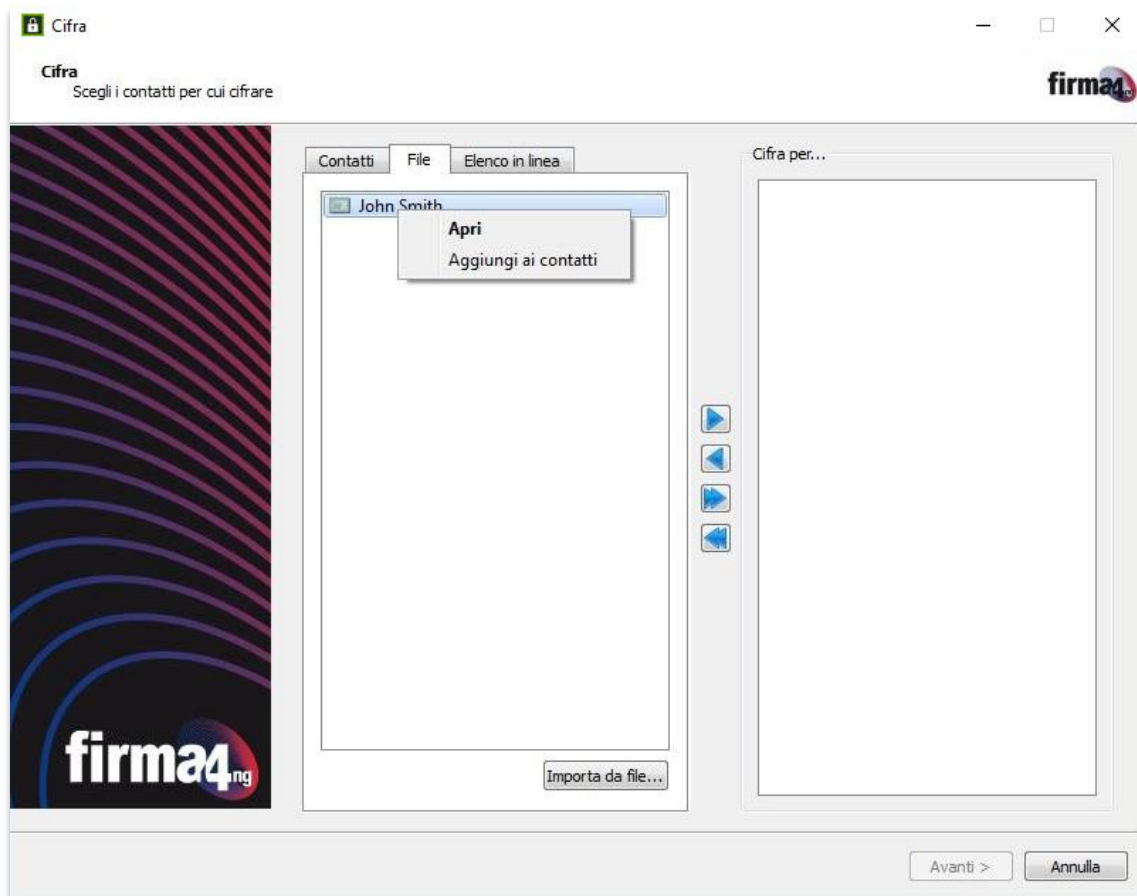 Cifra
Cifra
Scegli i contatti per cui cifrare
firma4ng
Contatti File Elenco in linea
Cifra per...
John Smith
Apri
Aggiungi ai contatti
firma4ng
Importa da file...
Avanti > Annulla